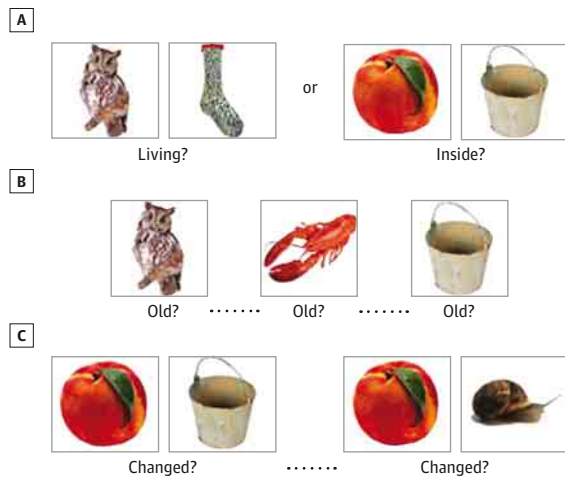 A
or
Living? Inside?
B
Old? ....... Old? ....... Old?
C
Changed? ...... Changed?